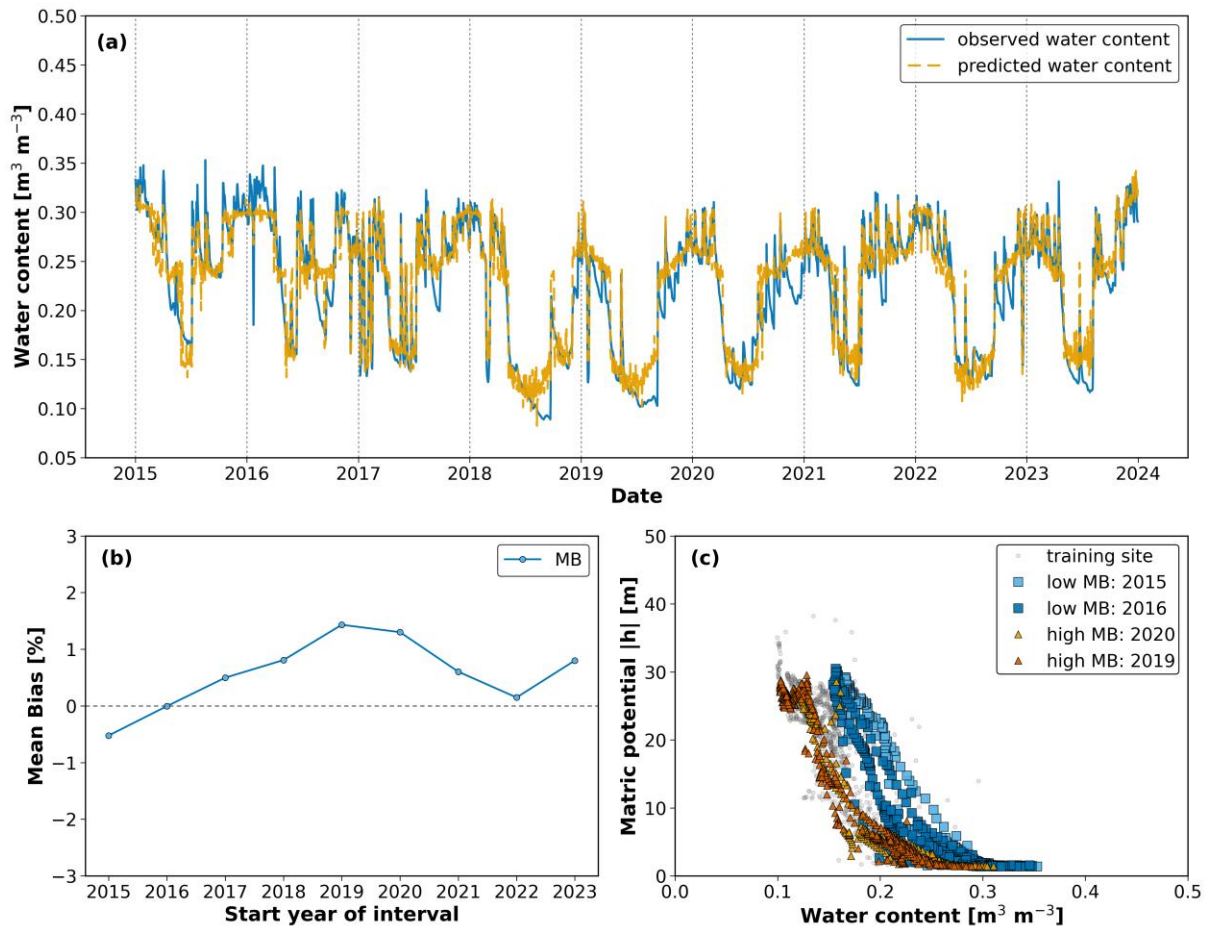 (a)
observed water content
predicted water content
Water content [m³ m⁻³]
0.50
0.45
0.40
0.35
0.30
0.25
0.20
0.15
0.10
0.05
2015 2016 2017 2018 2019 2020 2021 2022 2023 2024
Date
(b)
MB
Mean Bias [%]
3
2
1
0
−1
−2
−3
2015 2016 2017 2018 2019 2020 2021 2022 2023
Start year of interval
(c)
training site
low MB: 2015
low MB: 2016
high MB: 2020
high MB: 2019
Matric potential |h| [m]
50
40
30
20
10
0
0.0 0.1 0.2 0.3 0.4 0.5
Water content [m³ m⁻³]